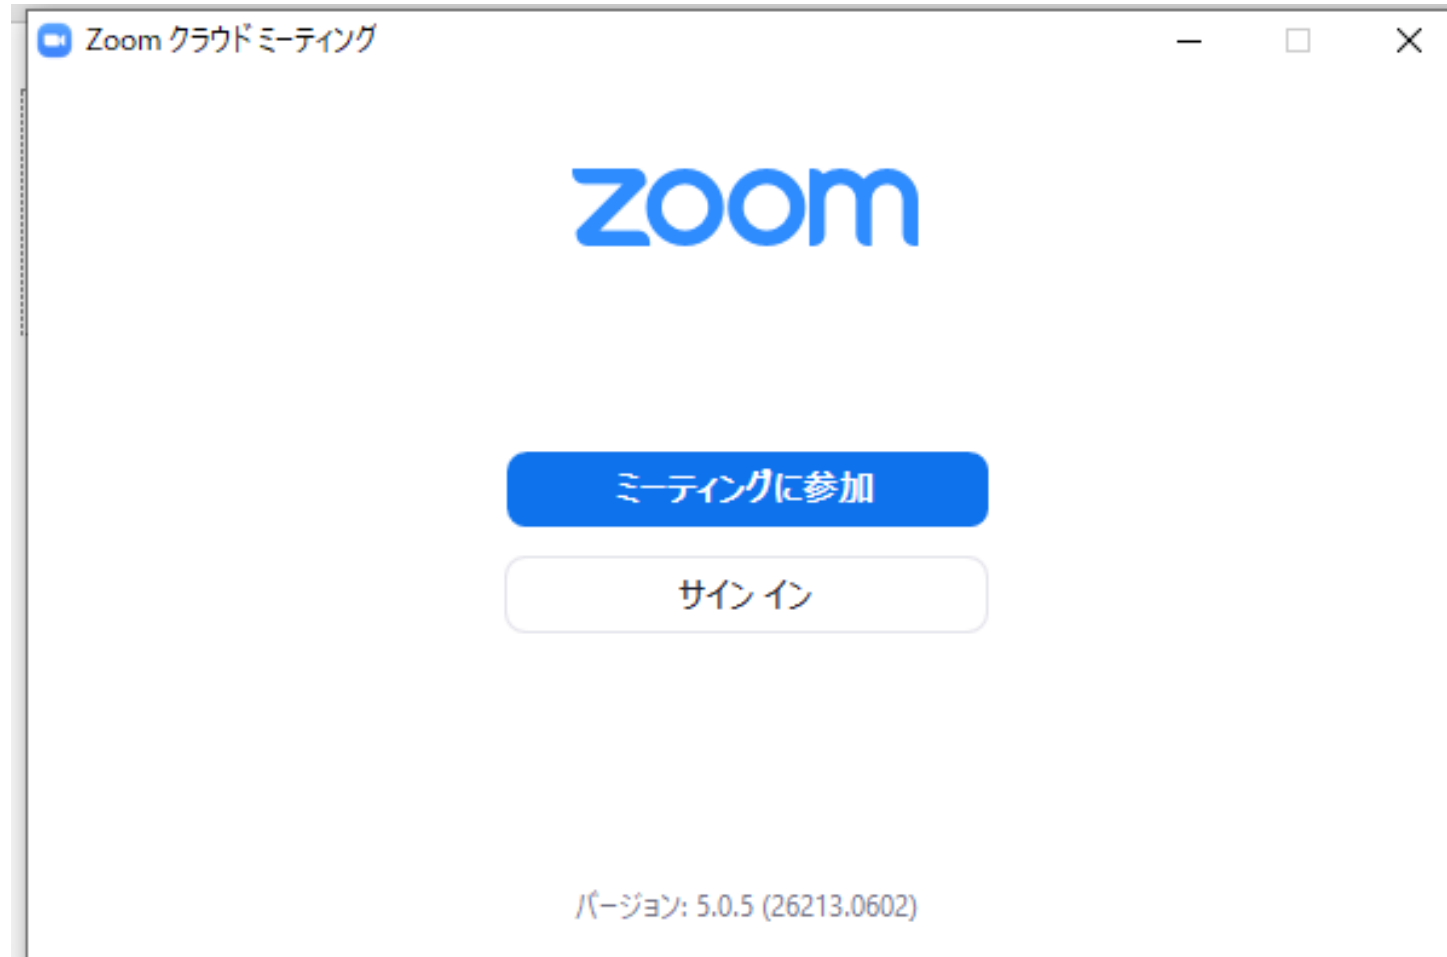 Zoom クラウド ミーティング
zoom
ミーティングに参加
サイン イン
バージョン: 5.0.5 (26213.0602)